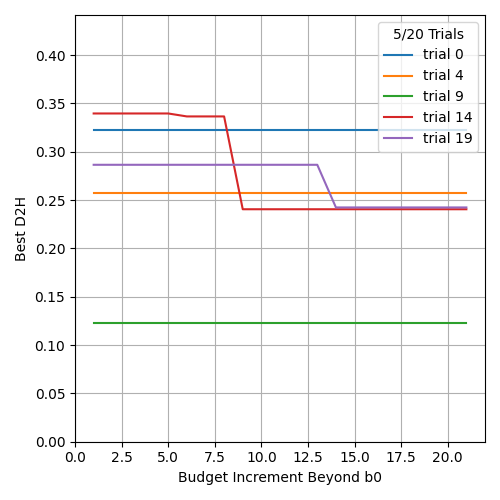 5/20 Trials
trial 0
trial 4
trial 9
trial 14
trial 19
0.40
0.35
0.30
0.25
0.20
0.15
0.10
0.05
0.00
Best D2H
0.0 2.5 5.0 7.5 10.0 12.5 15.0 17.5 20.0
Budget Increment Beyond b0